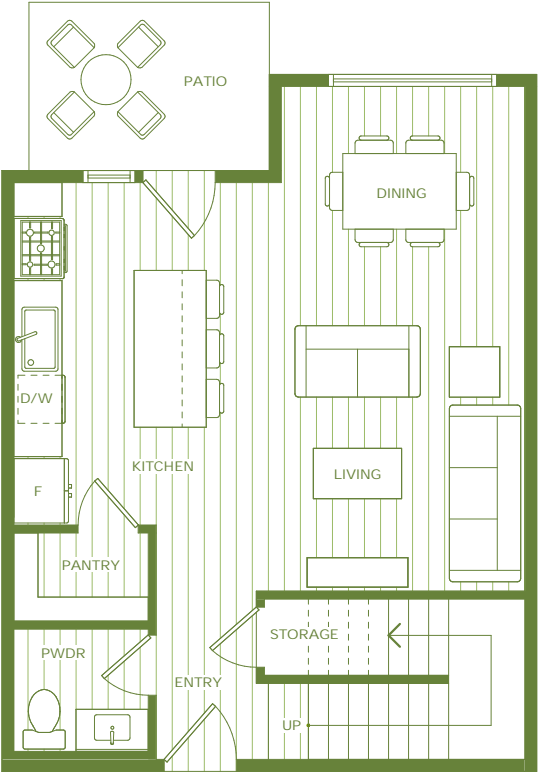 PATIO
DINING
D/W
KITCHEN
LIVING
F
PANTRY
STORAGE
PWDR
ENTRY
UP